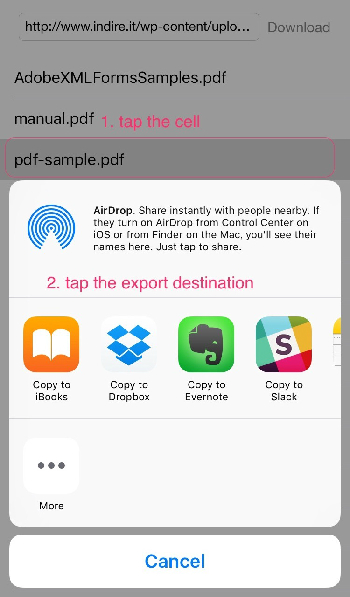 http://www.indire.it/wp-content/uplo... Download
AdobeXMLFormsSamples.pdf
manual.pdf 1. tap the cell
pdf-sample.pdf
AirDrop. Share instantly with people nearby. If
they turn on AirDrop from Control Center on
iOS or from Finder on the Mac, you'll see their
names here. Just tap to share.
2. tap the export destination
Copy to iBooks
Copy to Dropbox
Copy to Evernote
S
Copy to Slack
More
Cancel